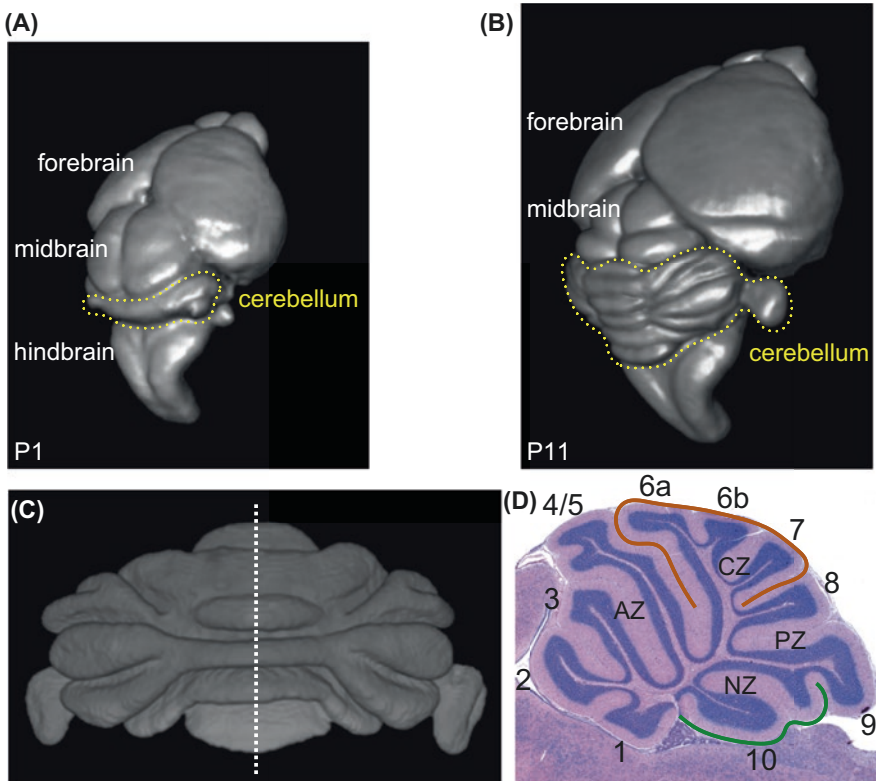 (A)
forebrain
midbrain
cerebellum
hindbrain
P1
(B)
forebrain
midbrain
cerebellum
P11
(C)
(D)
4/5
6a
6b
7
CZ
8
3
AZ
PZ
2
NZ
9
1
10